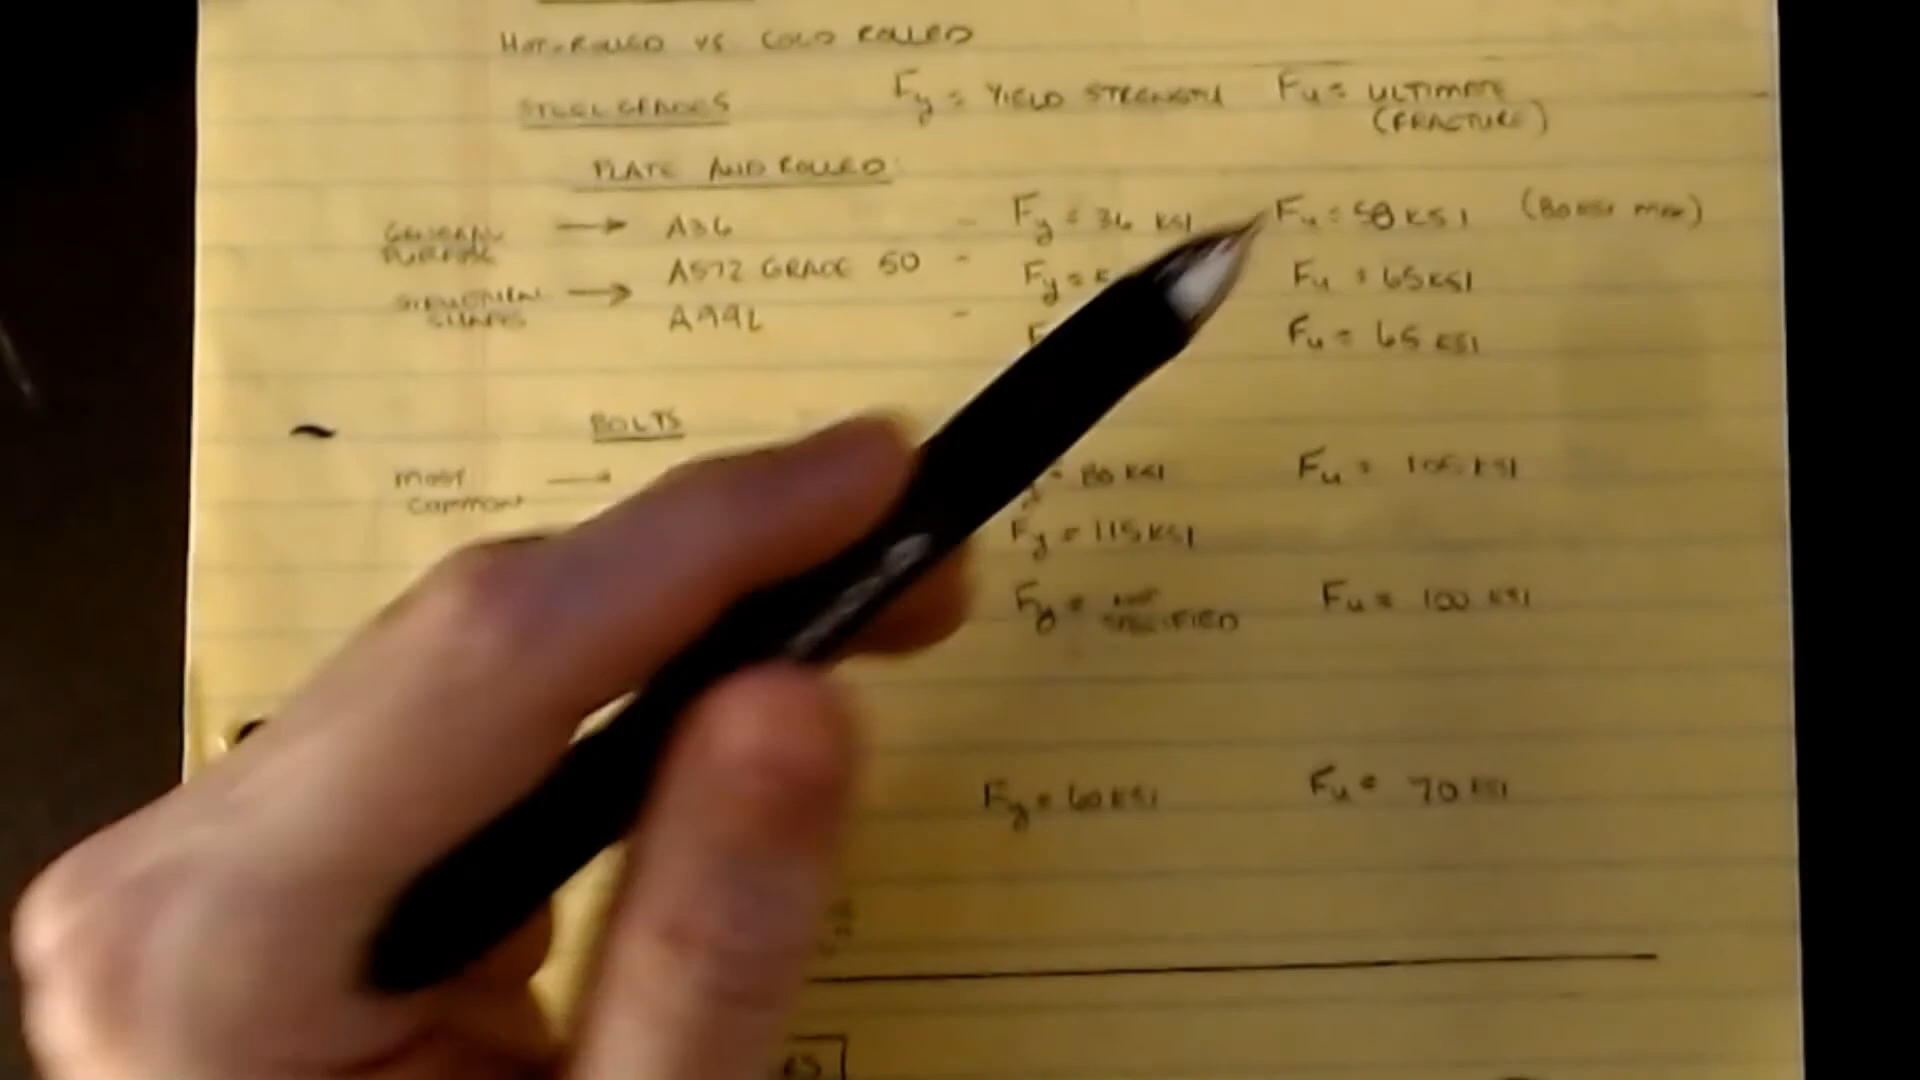 HOT-ROLLED VS COLD ROLLED
STEEL GRADES Fy = YIELD STRENGTH Fu = ULTIMATE
(FRACTURE)
PLATE AND ROLLED:
GENERAL PURPOSE → A36 - Fy = 36 KSI Fu = 58 KSI (80 KSI MAX)
A572 GRADE 50 - Fy = Fu = 65 KSI
STRUCTURAL SHAPES → A992 - F Fu = 65 KSI
BOLTS
MOST COMMON → = 80 KSI Fu = KSI
Fy = 115 KSI
Fy = NOT SPECIFIED Fu = 100 KSI
Fy = 60 KSI Fu = 70 KSI